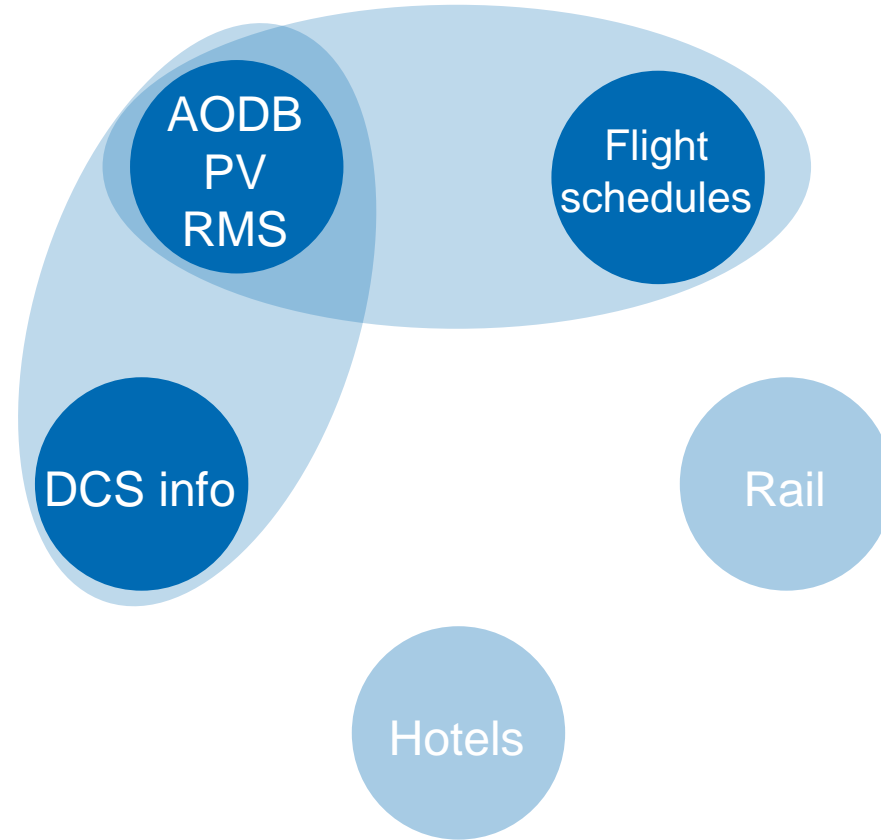 AODB
PV
RMS
Flight
schedules
DCS info
Rail
Hotels